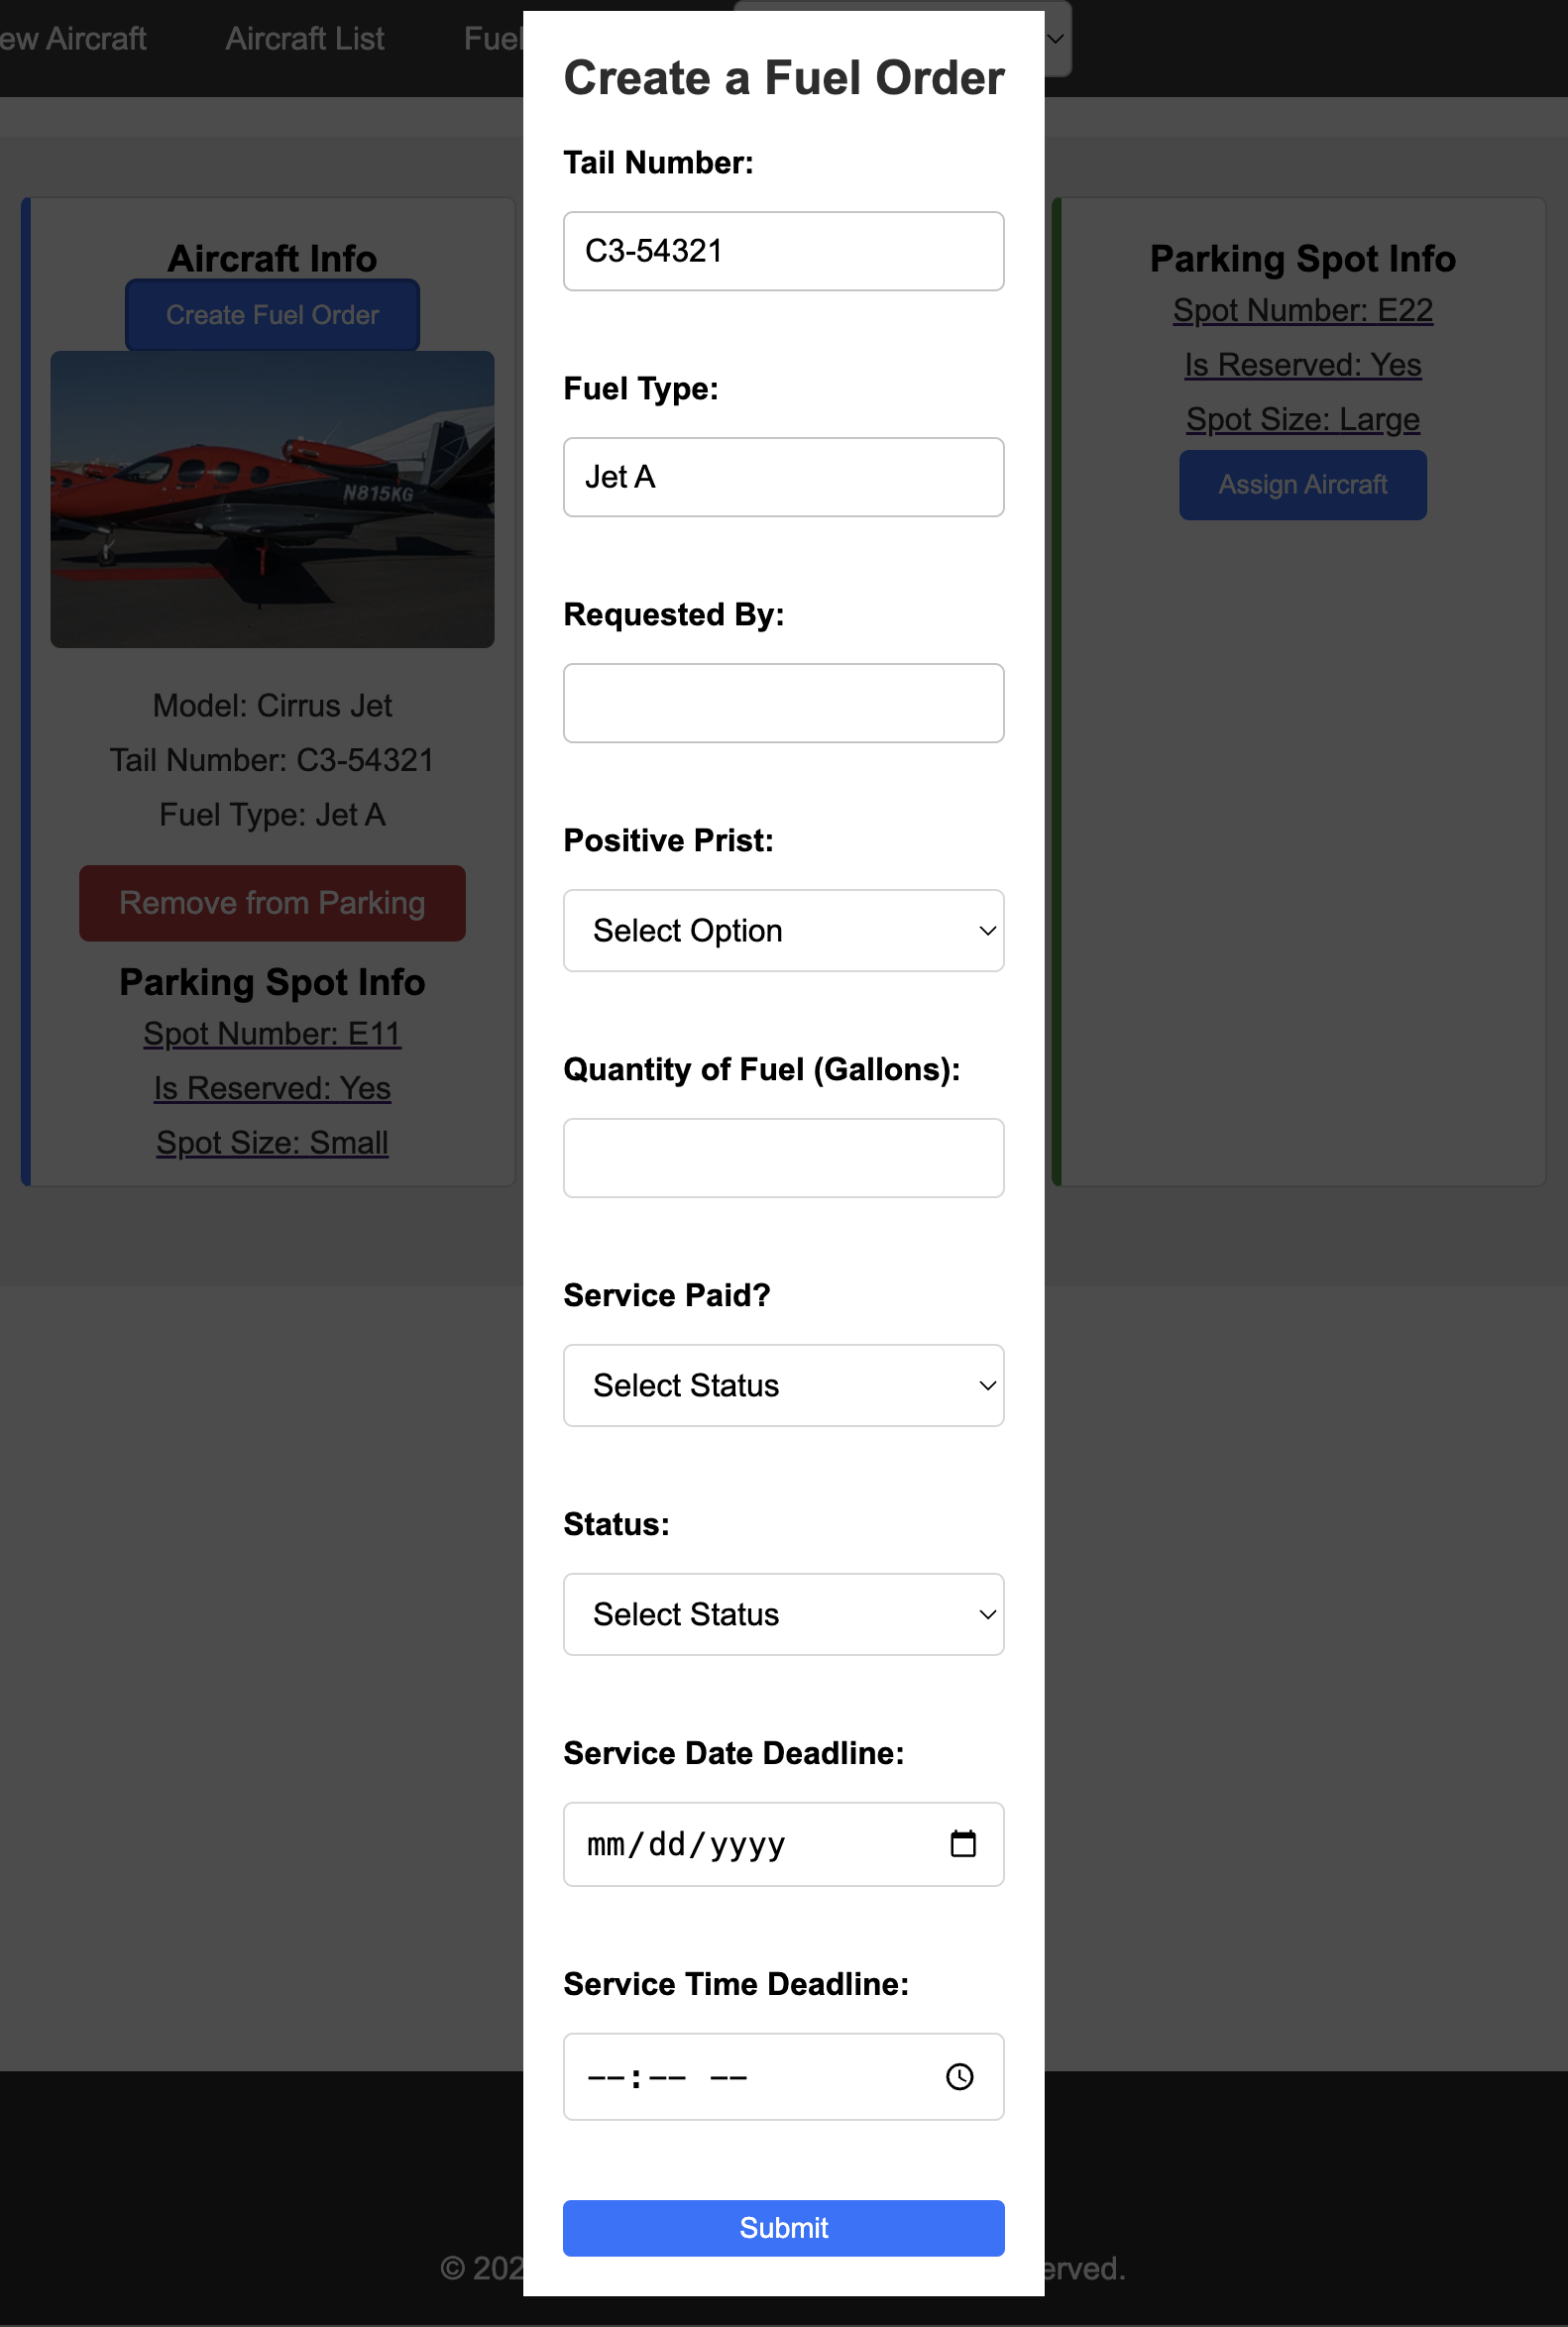 ew Aircraft
Aircraft List
Fuel
Create a Fuel Order
Tail Number:
C3-54321
Fuel Type:
Jet A
Requested By:
Positive Prist:
Select Option
Quantity of Fuel (Gallons):
Service Paid?
Select Status
Status:
Select Status
Service Date Deadline:
mm/dd/yyyy
Service Time Deadline:
--:-- --
Submit
Aircraft Info
Create Fuel Order
N815KG
Model: Cirrus Jet
Tail Number: C3-54321
Fuel Type: Jet A
Remove from Parking
Parking Spot Info
Spot Number: E11
Is Reserved: Yes
Spot Size: Small
Parking Spot Info
Spot Number: E22
Is Reserved: Yes
Spot Size: Large
Assign Aircraft
© 202
erved.